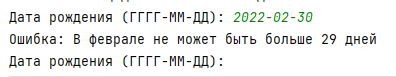 Дата рождения (ГГГГ-ММ-ДД): 2022-02-30
Ошибка: В феврале не может быть больше 29 дней
Дата рождения (ГГГГ-ММ-ДД):